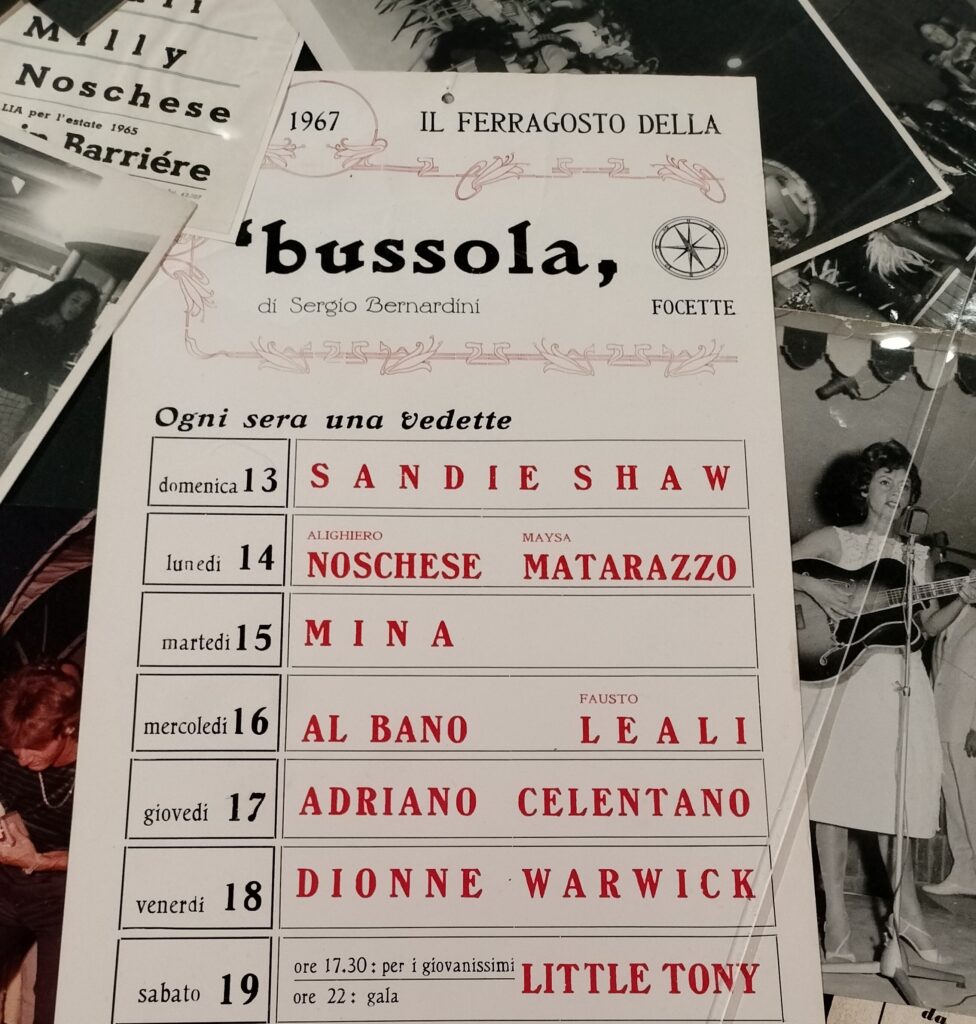 Milly
Noschese
LIA per l'estate 1965
Barriére
1967 IL FERRAGOSTO DELLA
‘bussola,
di Sergio Bernardini
FOCETTE
Ogni sera una vedette
domenica 13 SANDIE SHAW
lunedì 14 ALIGHIERO NOSCHESE MAYSA MATARAZZO
martedì 15 MINA
mercoledì 16 AL BANO FAUSTO LEALI
giovedì 17 ADRIANO CELENTANO
venerdí 18 DIONNE WARWICK
sabato 19 ore 17.30: per i giovanissimi LITTLE TONY
ore 22: gala
da